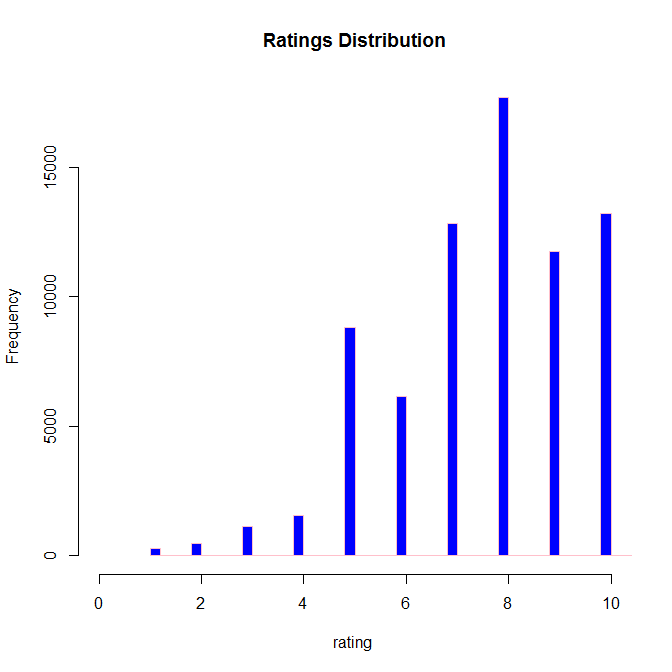 Ratings Distribution
Frequency
15000
10000
5000
0
0 2 4 6 8 10
rating